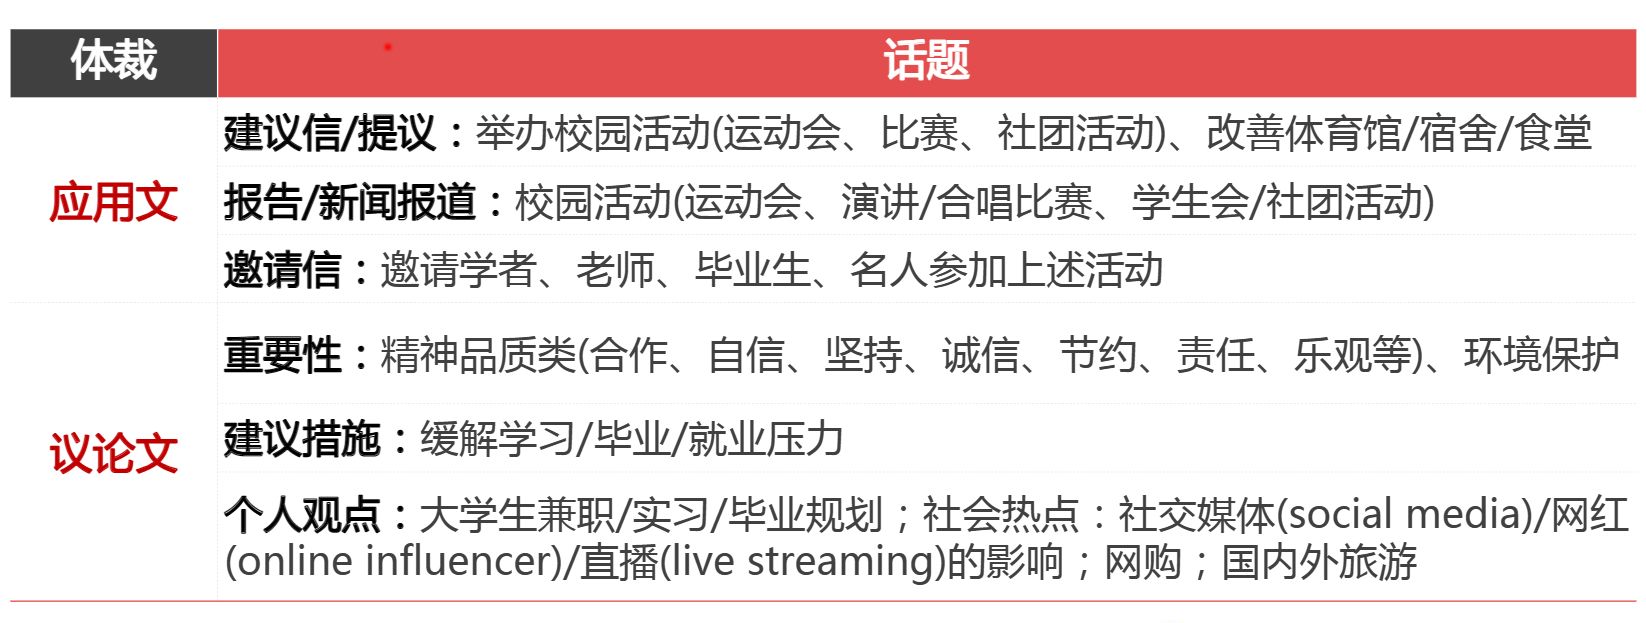 体裁 话题
建议信/提议：举办校园活动(运动会、比赛、社团活动)、改善体育馆/宿舍/食堂
应用文 报告/新闻报道：校园活动(运动会、演讲/合唱比赛、学生会/社团活动)
邀请信：邀请学者、老师、毕业生、名人参加上述活动
重要性：精神品质类(合作、自信、坚持、诚信、节约、责任、乐观等)、环境保护
议论文 建议措施：缓解学习/毕业/就业压力
个人观点：大学生兼职/实习/毕业规划；社会热点：社交媒体(social media)/网红
(online influencer)/直播(live streaming)的影响；网购；国内外旅游